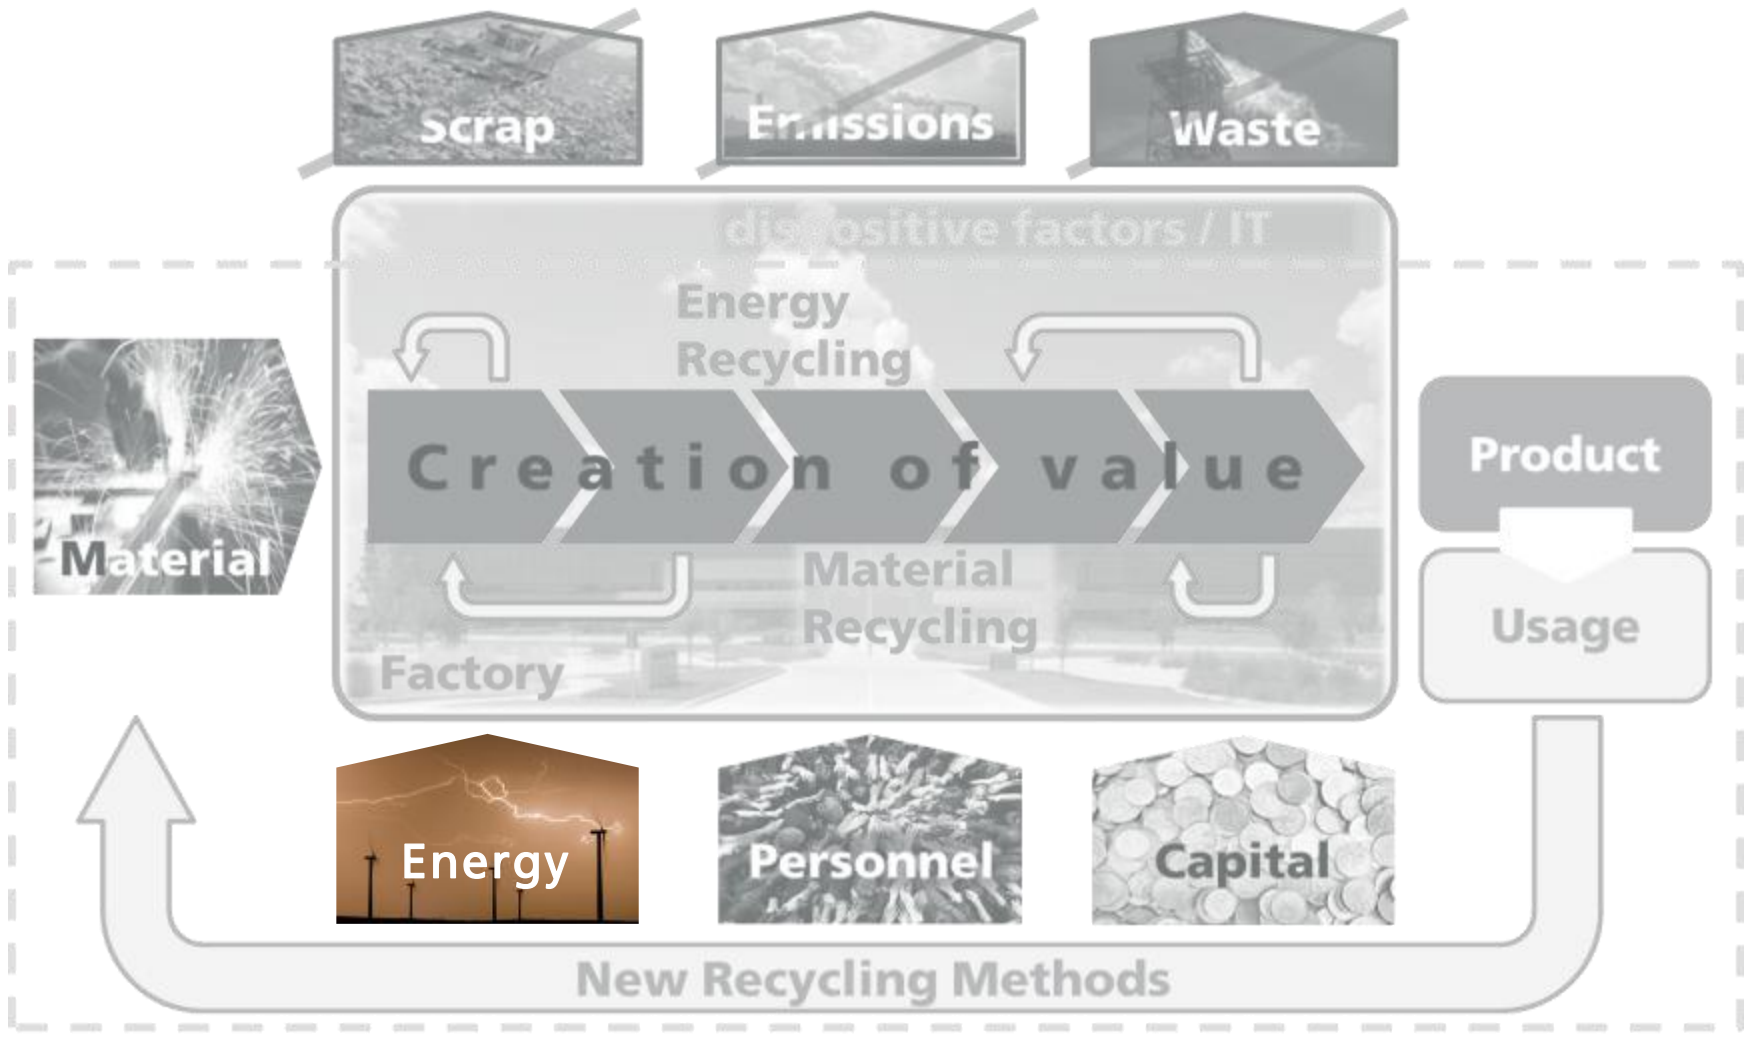 Scrap
Emissions
Waste
dispositive factors / IT
Energy
Recycling
Creation of value
Material
Product
Material
Recycling
Usage
Factory
Energy
Personnel
Capital
New Recycling Methods